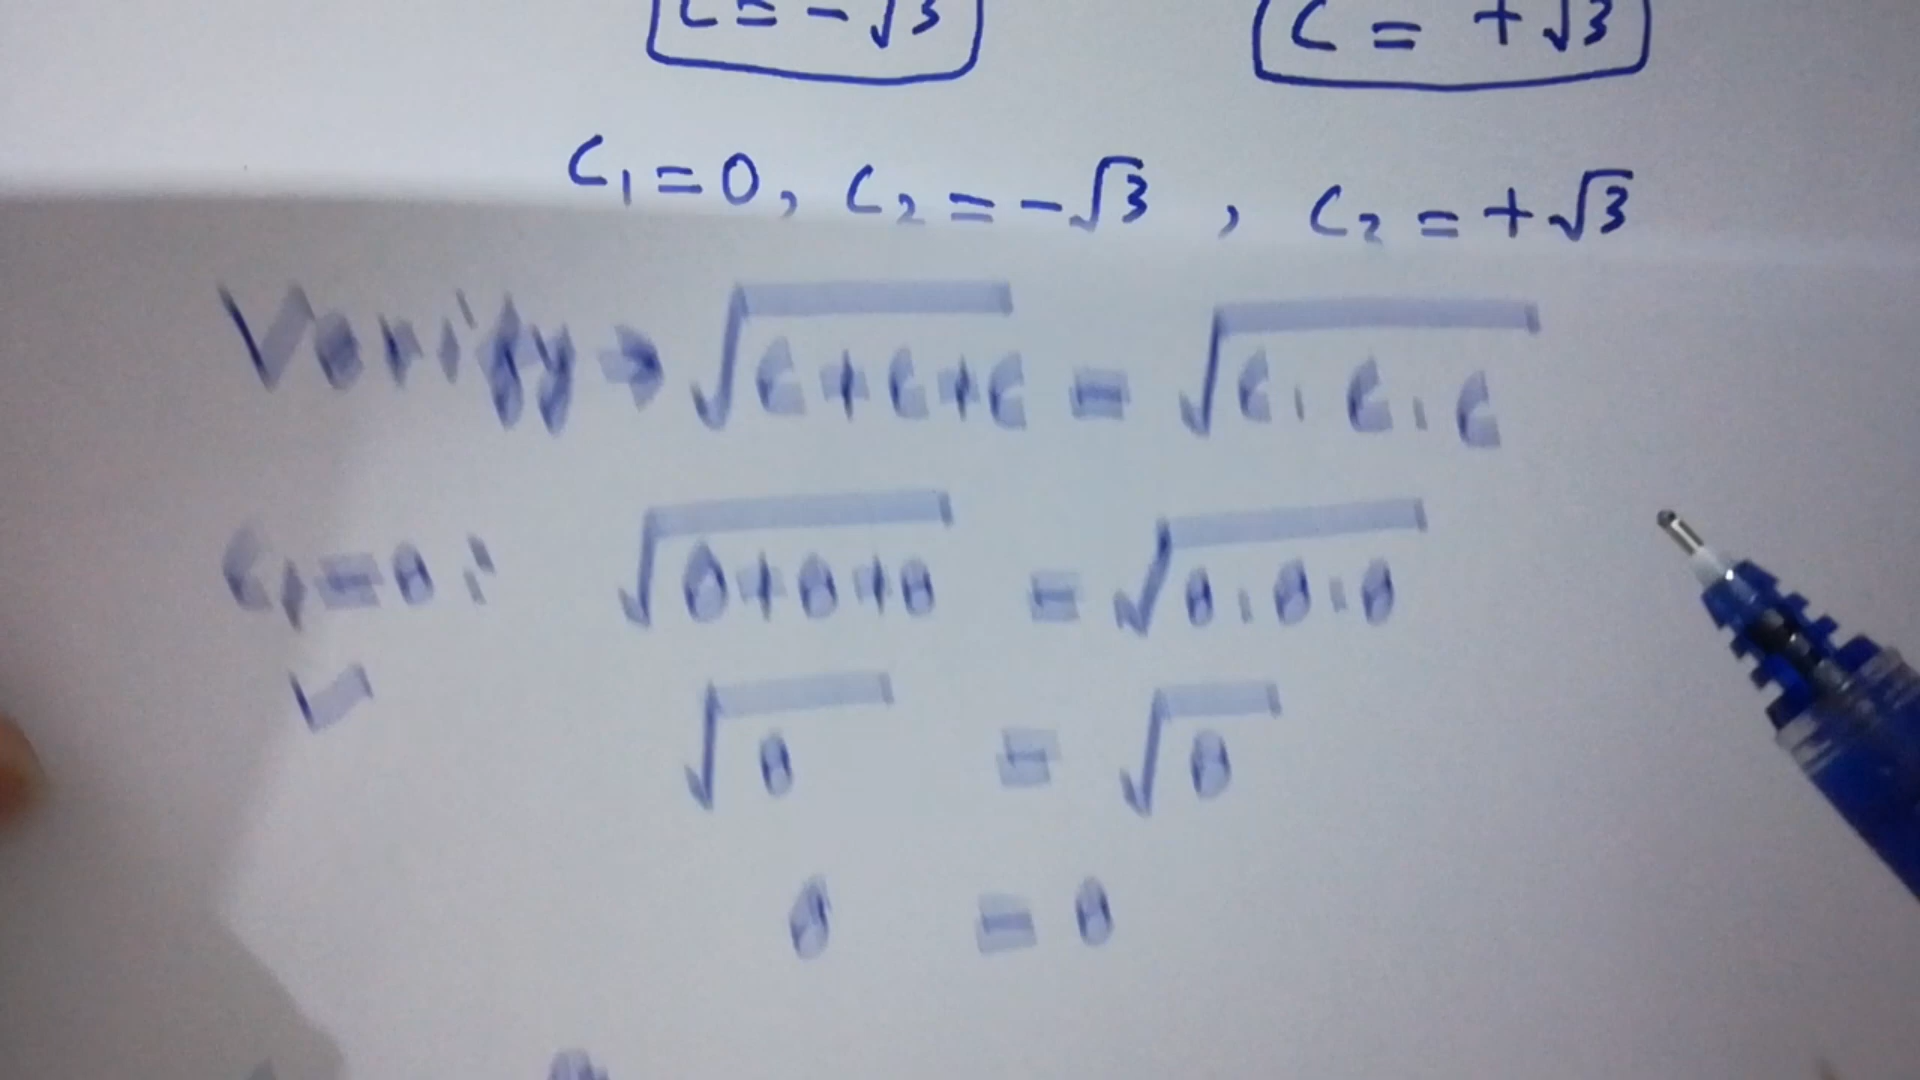 C = -√3 C = +√3
C₁ = 0, C₂ = -√3, C₂ = +√3
Verify → √(C+C+C) = √(C.C.C)
C₁ = 0: √(0+0+0) = √(0.0.0)
✓ √0 = √0
0 = 0